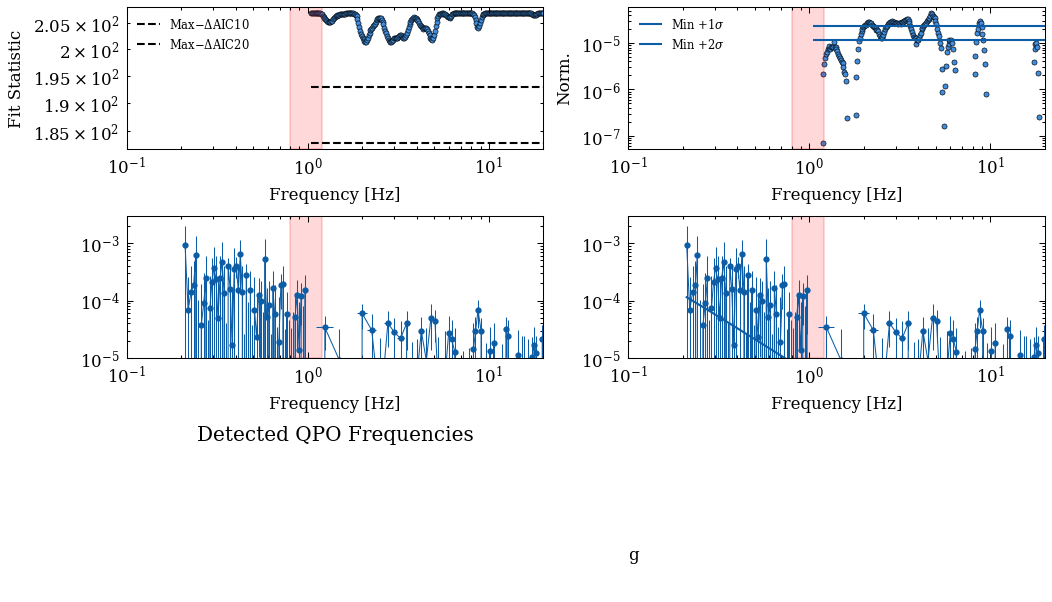 Fit Statistic
2.05 × 10²
2 × 10²
1.95 × 10²
1.9 × 10²
1.85 × 10²
Max−ΔAIC10
Max−ΔAIC20
10⁻¹ 10⁰ 10¹
Frequency [Hz]
Norm.
10⁻⁵
10⁻⁶
10⁻⁷
Min +1σ
Min +2σ
10⁻¹ 10⁰ 10¹
Frequency [Hz]
10⁻³
10⁻⁴
10⁻⁵
10⁻¹ 10⁰ 10¹
Frequency [Hz]
10⁻³
10⁻⁴
10⁻⁵
10⁻¹ 10⁰ 10¹
Frequency [Hz]
Detected QPO Frequencies
g